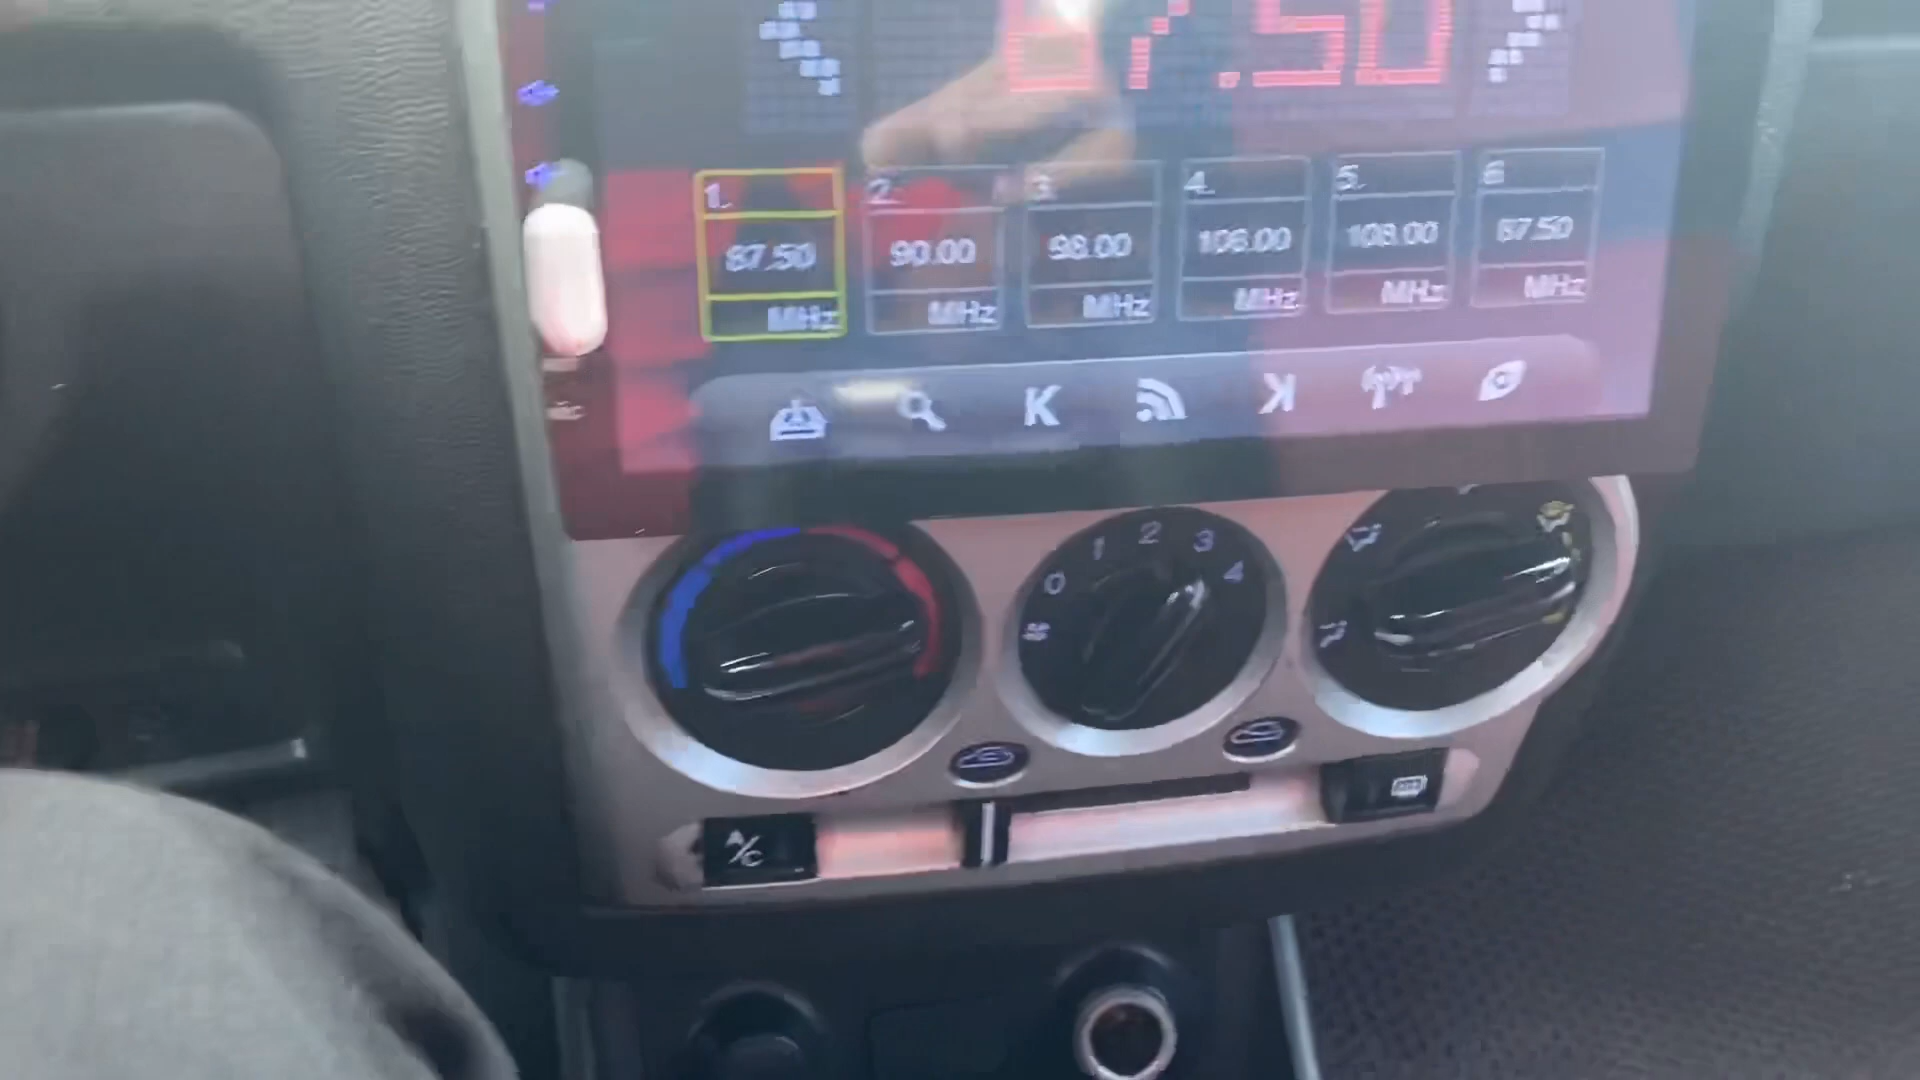 87.50
1. 2. 3. 4. 5. 6
87.50 90.00 98.00 106.00 108.00 87.50
MHz MHz MHz MHz MHz MHz
K K
0 1 2 3 4
A/C